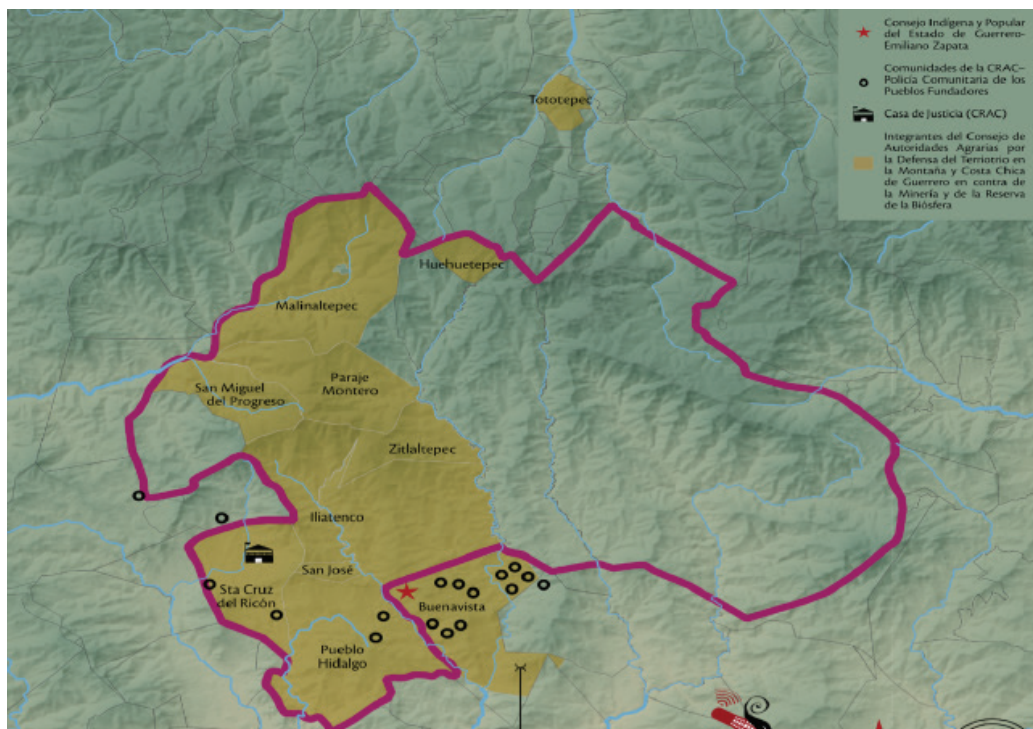 Consejo Indígena y Popular
del Estado de Guerrero-
Emiliano Zapata
Comunidades de la CRAC–
Policía Comunitaria de los
Pueblos Fundadores
Casa de Justicia (CRAC)
Integrantes del Consejo de
Autoridades Agrarias por
la Defensa del Terriotrio en
la Montaña y Costa Chica
de Guerrero en contra de
la Minería y de la Reserva
de la Biósfera
Tototepec
Huehuetepec
Malinaltepec
San Miguel
del Progreso
Paraje
Montero
Zitlaltepec
Iliatenco
San José
Sta Cruz
del Ricón
Buenavista
Pueblo
Hidalgo